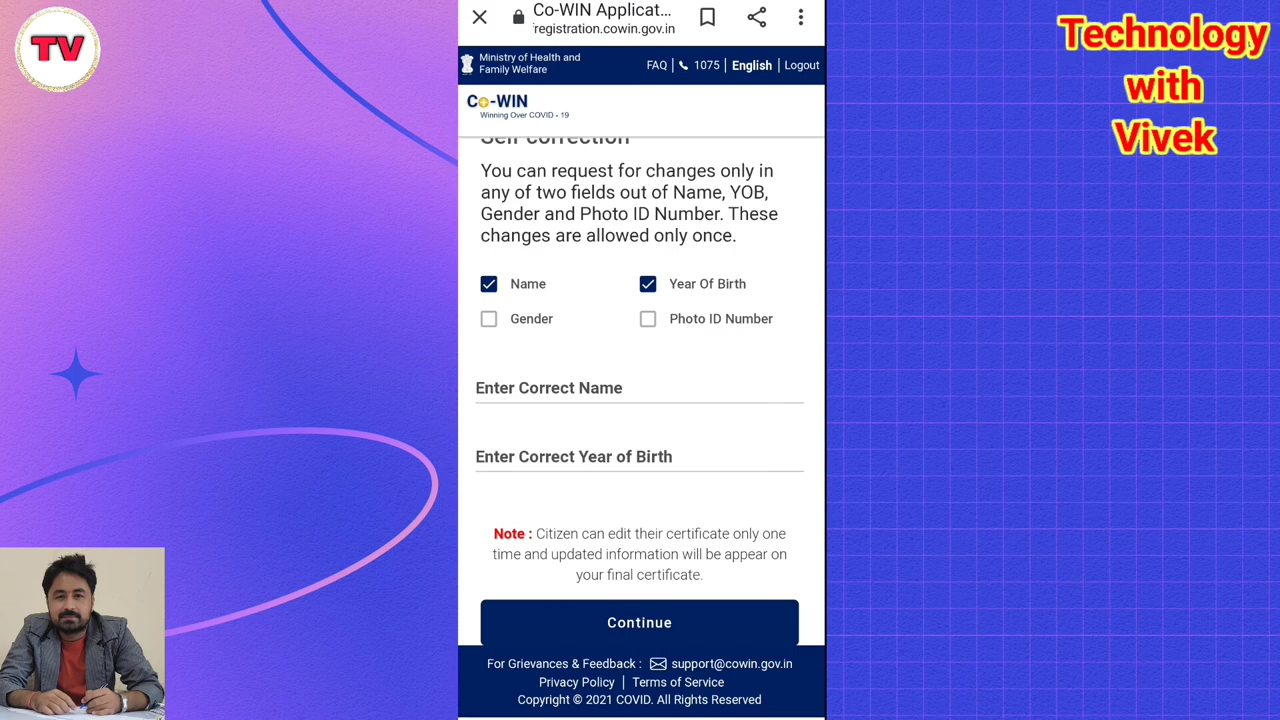 TV
Co-WIN Applicat...
registration.cowin.gov.in
Ministry of Health and
Family Welfare
FAQ | 1075 | English | Logout
Co-WIN
Winning Over COVID - 19
Self correction
You can request for changes only in
any of two fields out of Name, YOB,
Gender and Photo ID Number. These
changes are allowed only once.
Name
Year Of Birth
Gender
Photo ID Number
Enter Correct Name
Enter Correct Year of Birth
Note : Citizen can edit their certificate only one
time and updated information will be appear on
your final certificate.
Continue
For Grievances & Feedback : support@cowin.gov.in
Privacy Policy | Terms of Service
Copyright © 2021 COVID. All Rights Reserved
Technology
with
Vivek